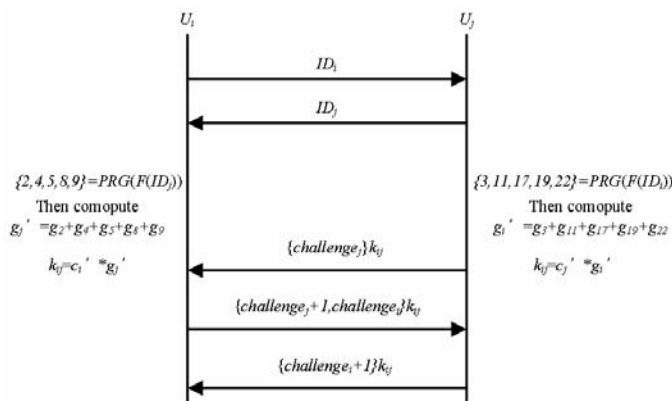 U_i U_j
ID_i
ID_j
{2,4,5,8,9}=PRG(F(ID_j))
Then comopute
g_j' =g_2+g_4+g_5+g_8+g_9
k_ij=c_i' *g_j'
{3,11,17,19,22}=PRG(F(ID_i))
Then comopute
g_i' =g_3+g_11+g_17+g_19+g_22
k_ij=c_j' *g_i'
{challenge_j}k_ij
{challenge_j+1,challenge_i}k_ij
{challenge_i+1}k_ij